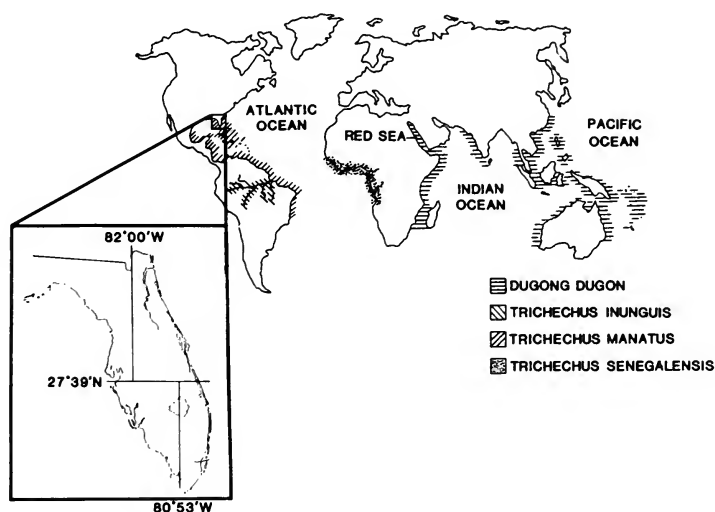 ATLANTIC
OCEAN
RED SEA
PACIFIC
OCEAN
INDIAN
OCEAN
DUGONG DUGON
TRICHECHUS INUNGUIS
TRICHECHUS MANATUS
TRICHECHUS SENEGALENSIS
82°00'W
27°39'N
80°53'W